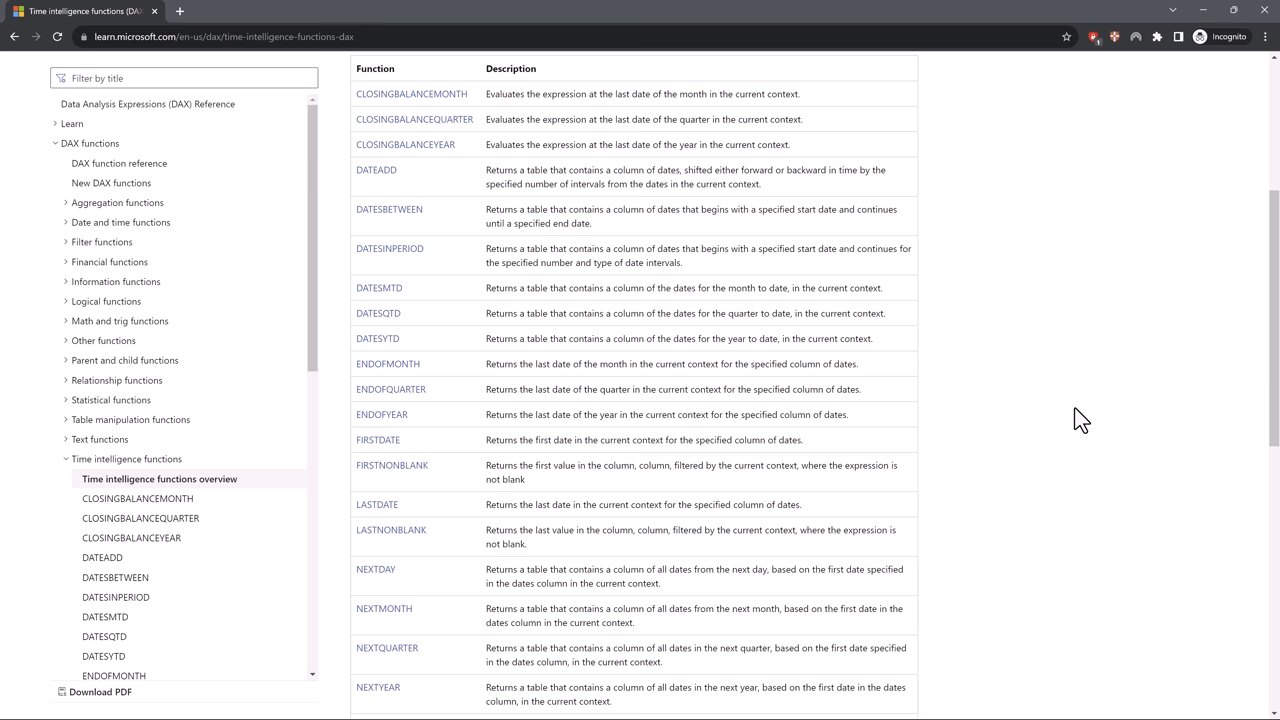 Time intelligence functions (DAX
learn.microsoft.com/en-us/dax/time-intelligence-functions-dax
1
Incognito
Filter by title
Data Analysis Expressions (DAX) Reference
Learn
DAX functions
DAX function reference
New DAX functions
Aggregation functions
Date and time functions
Filter functions
Financial functions
Information functions
Logical functions
Math and trig functions
Other functions
Parent and child functions
Relationship functions
Statistical functions
Table manipulation functions
Text functions
Time intelligence functions
Time intelligence functions overview
CLOSINGBALANCEMONTH
CLOSINGBALANCEQUARTER
CLOSINGBALANCEYEAR
DATEADD
DATESBETWEEN
DATESINPERIOD
DATESMTD
DATESQTD
DATESYTD
ENDOFMONTH
Download PDF
Function Description
CLOSINGBALANCEMONTH Evaluates the expression at the last date of the month in the current context.
CLOSINGBALANCEQUARTER Evaluates the expression at the last date of the quarter in the current context.
CLOSINGBALANCEYEAR Evaluates the expression at the last date of the year in the current context.
DATEADD Returns a table that contains a column of dates, shifted either forward or backward in time by the
specified number of intervals from the dates in the current context.
DATESBETWEEN Returns a table that contains a column of dates that begins with a specified start date and continues
until a specified end date.
DATESINPERIOD Returns a table that contains a column of dates that begins with a specified start date and continues for
the specified number and type of date intervals.
DATESMTD Returns a table that contains a column of the dates for the month to date, in the current context.
DATESQTD Returns a table that contains a column of the dates for the quarter to date, in the current context.
DATESYTD Returns a table that contains a column of the dates for the year to date, in the current context.
ENDOFMONTH Returns the last date of the month in the current context for the specified column of dates.
ENDOFQUARTER Returns the last date of the quarter in the current context for the specified column of dates.
ENDOFYEAR Returns the last date of the year in the current context for the specified column of dates.
FIRSTDATE Returns the first date in the current context for the specified column of dates.
FIRSTNONBLANK Returns the first value in the column, column, filtered by the current context, where the expression is
not blank
LASTDATE Returns the last date in the current context for the specified column of dates.
LASTNONBLANK Returns the last value in the column, column, filtered by the current context, where the expression is
not blank.
NEXTDAY Returns a table that contains a column of all dates from the next day, based on the first date specified
in the dates column in the current context.
NEXTMONTH Returns a table that contains a column of all dates from the next month, based on the first date in the
dates column in the current context.
NEXTQUARTER Returns a table that contains a column of all dates in the next quarter, based on the first date specified
in the dates column, in the current context.
NEXTYEAR Returns a table that contains a column of all dates in the next year, based on the first date in the dates
column, in the current context.